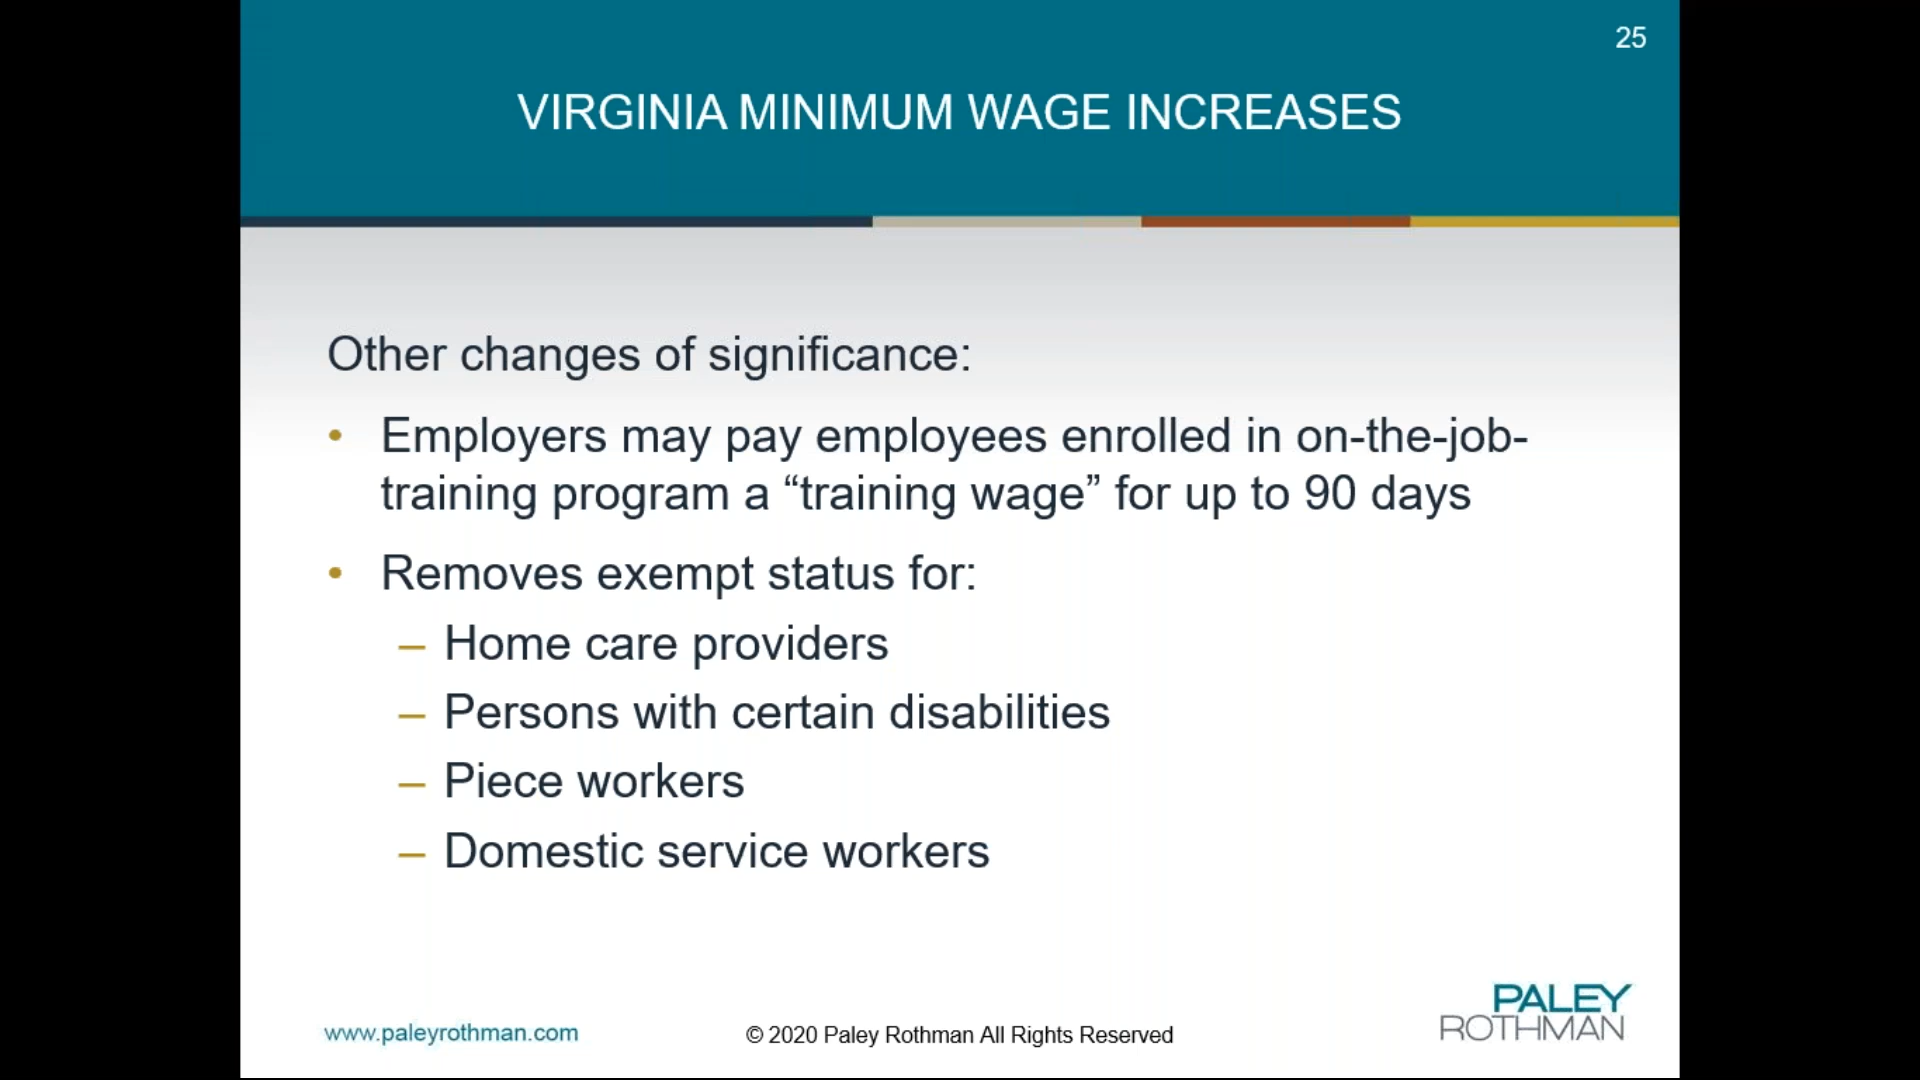 25
VIRGINIA MINIMUM WAGE INCREASES
Other changes of significance:
• Employers may pay employees enrolled in on-the-job-
training program a “training wage” for up to 90 days
• Removes exempt status for:
– Home care providers
– Persons with certain disabilities
– Piece workers
– Domestic service workers
www.paleyrothman.com
© 2020 Paley Rothman All Rights Reserved
PALEY
ROTHMAN